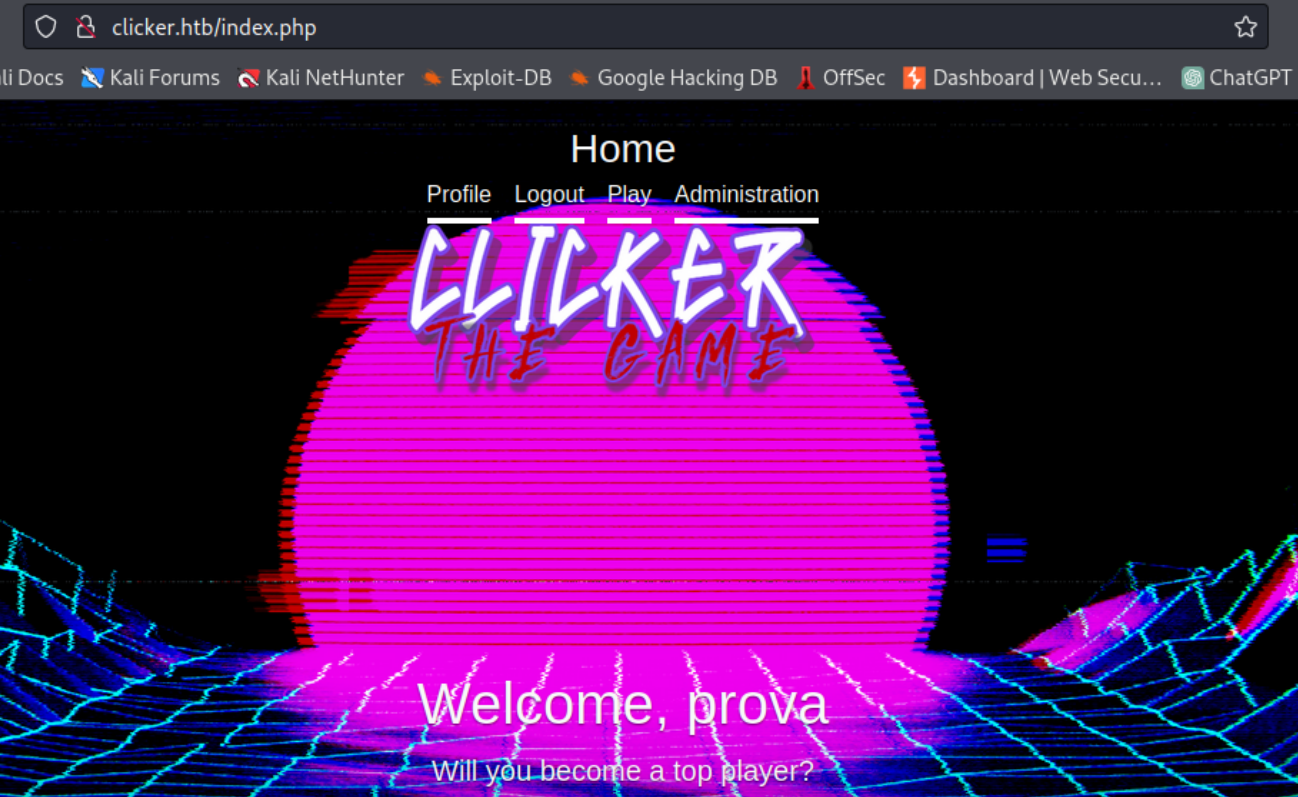 clicker.htb/index.php
li Docs Kali Forums Kali NetHunter Exploit-DB Google Hacking DB OffSec Dashboard | Web Secu… ChatGPT
Home
Profile Logout Play Administration
CLICKER
THE GAME
Welcome, prova
Will you become a top player?